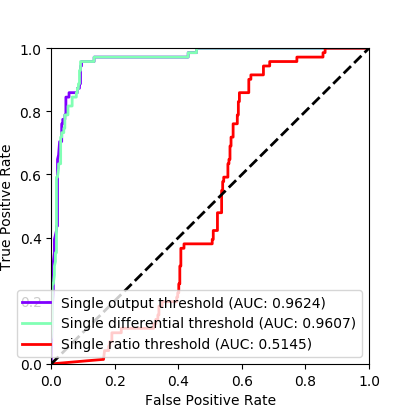 1.0
0.8
0.6
0.4
0.2
0.0
True Positive Rate
Single output threshold (AUC: 0.9624)
Single differential threshold (AUC: 0.9607)
Single ratio threshold (AUC: 0.5145)
0.0 0.2 0.4 0.6 0.8 1.0
False Positive Rate